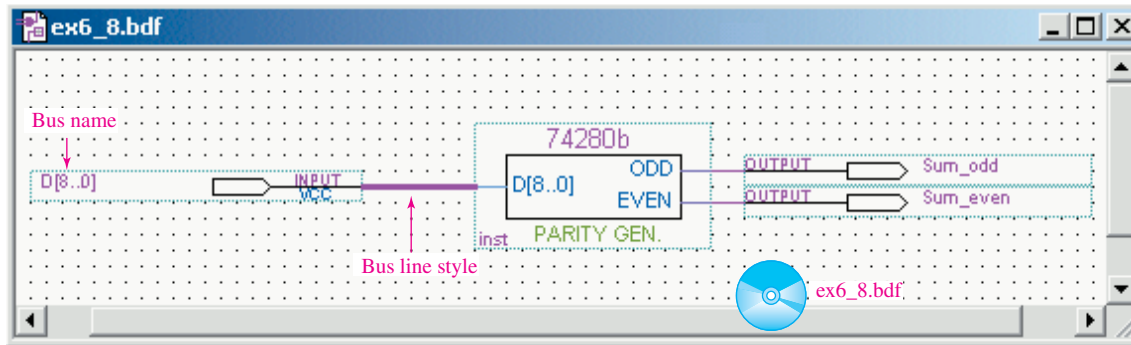 ex6_8.bdf
Bus name
74280b
D[8..0]
INPUT
VCC
D[8..0]
ODD
EVEN
OUTPUT
Sum_odd
OUTPUT
Sum_even
inst
PARITY GEN.
Bus line style
ex6_8.bdf